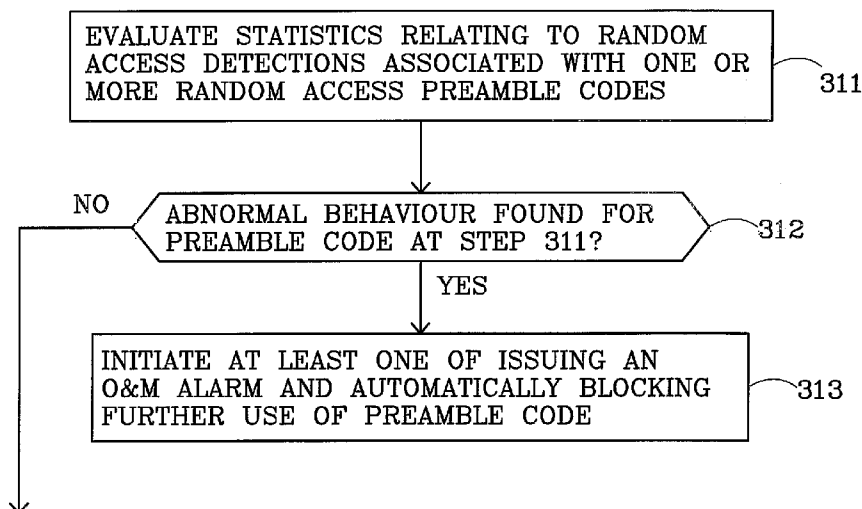 EVALUATE STATISTICS RELATING TO RANDOM
ACCESS DETECTIONS ASSOCIATED WITH ONE OR
MORE RANDOM ACCESS PREAMBLE CODES
311
NO
ABNORMAL BEHAVIOUR FOUND FOR
PREAMBLE CODE AT STEP 311?
312
YES
INITIATE AT LEAST ONE OF ISSUING AN
O&M ALARM AND AUTOMATICALLY BLOCKING
FURTHER USE OF PREAMBLE CODE
313